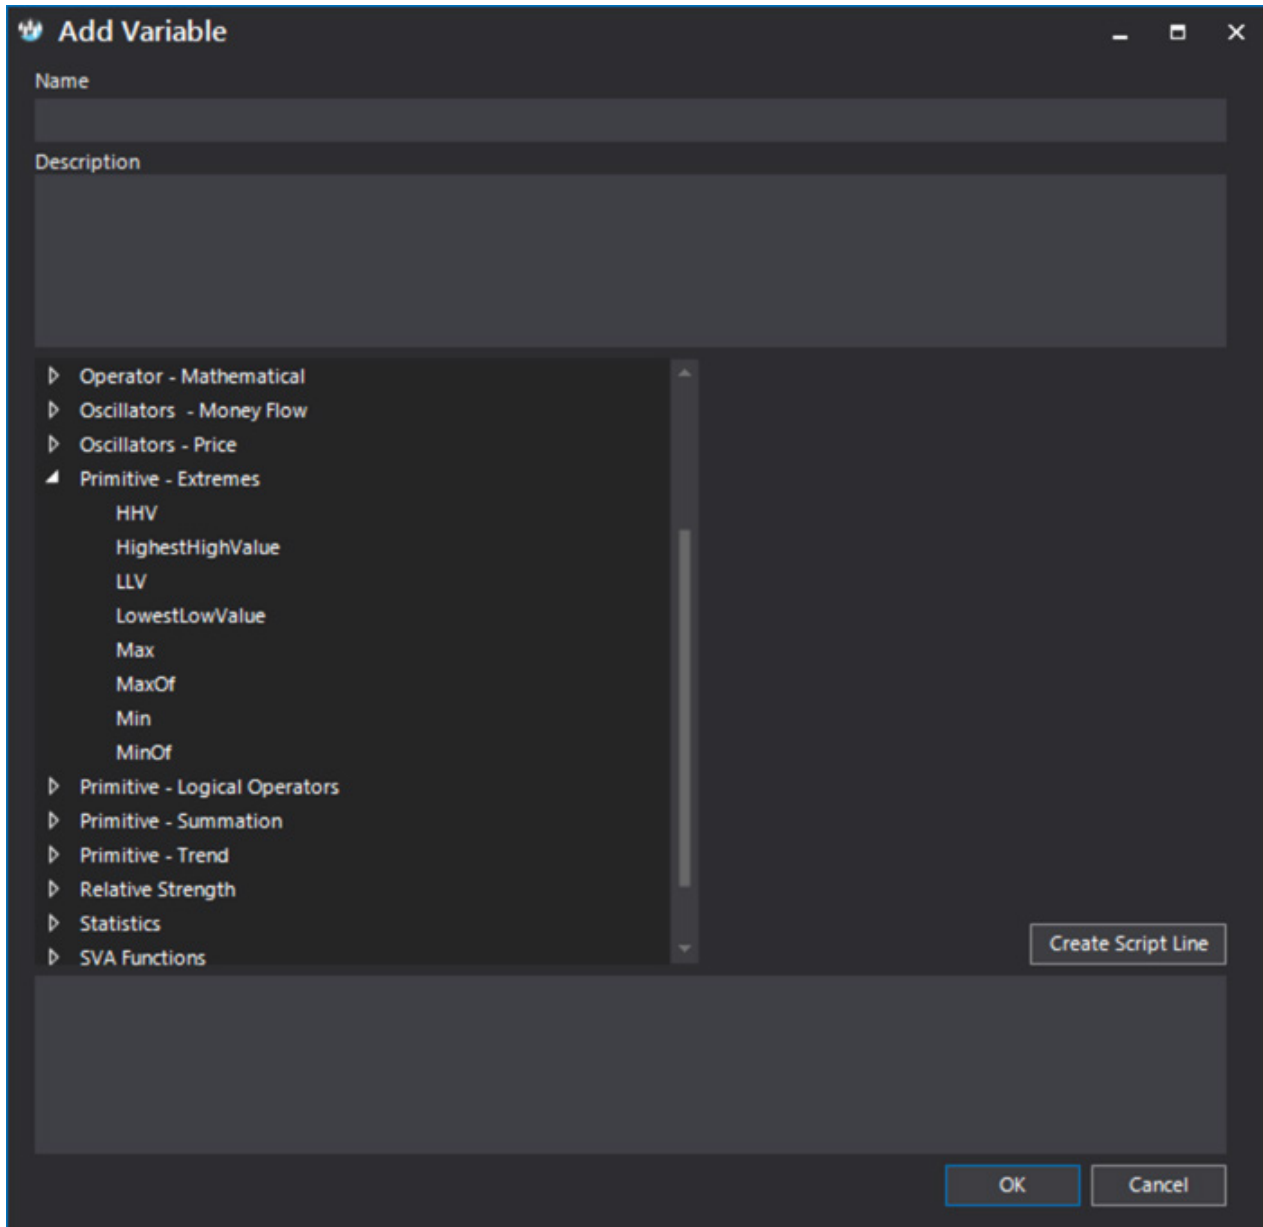 Add Variable
Name
Description
Operator - Mathematical
Oscillators  - Money Flow
Oscillators - Price
Primitive - Extremes
HHV
HighestHighValue
LLV
LowestLowValue
Max
MaxOf
Min
MinOf
Primitive - Logical Operators
Primitive - Summation
Primitive - Trend
Relative Strength
Statistics
SVA Functions
Create Script Line
OK
Cancel